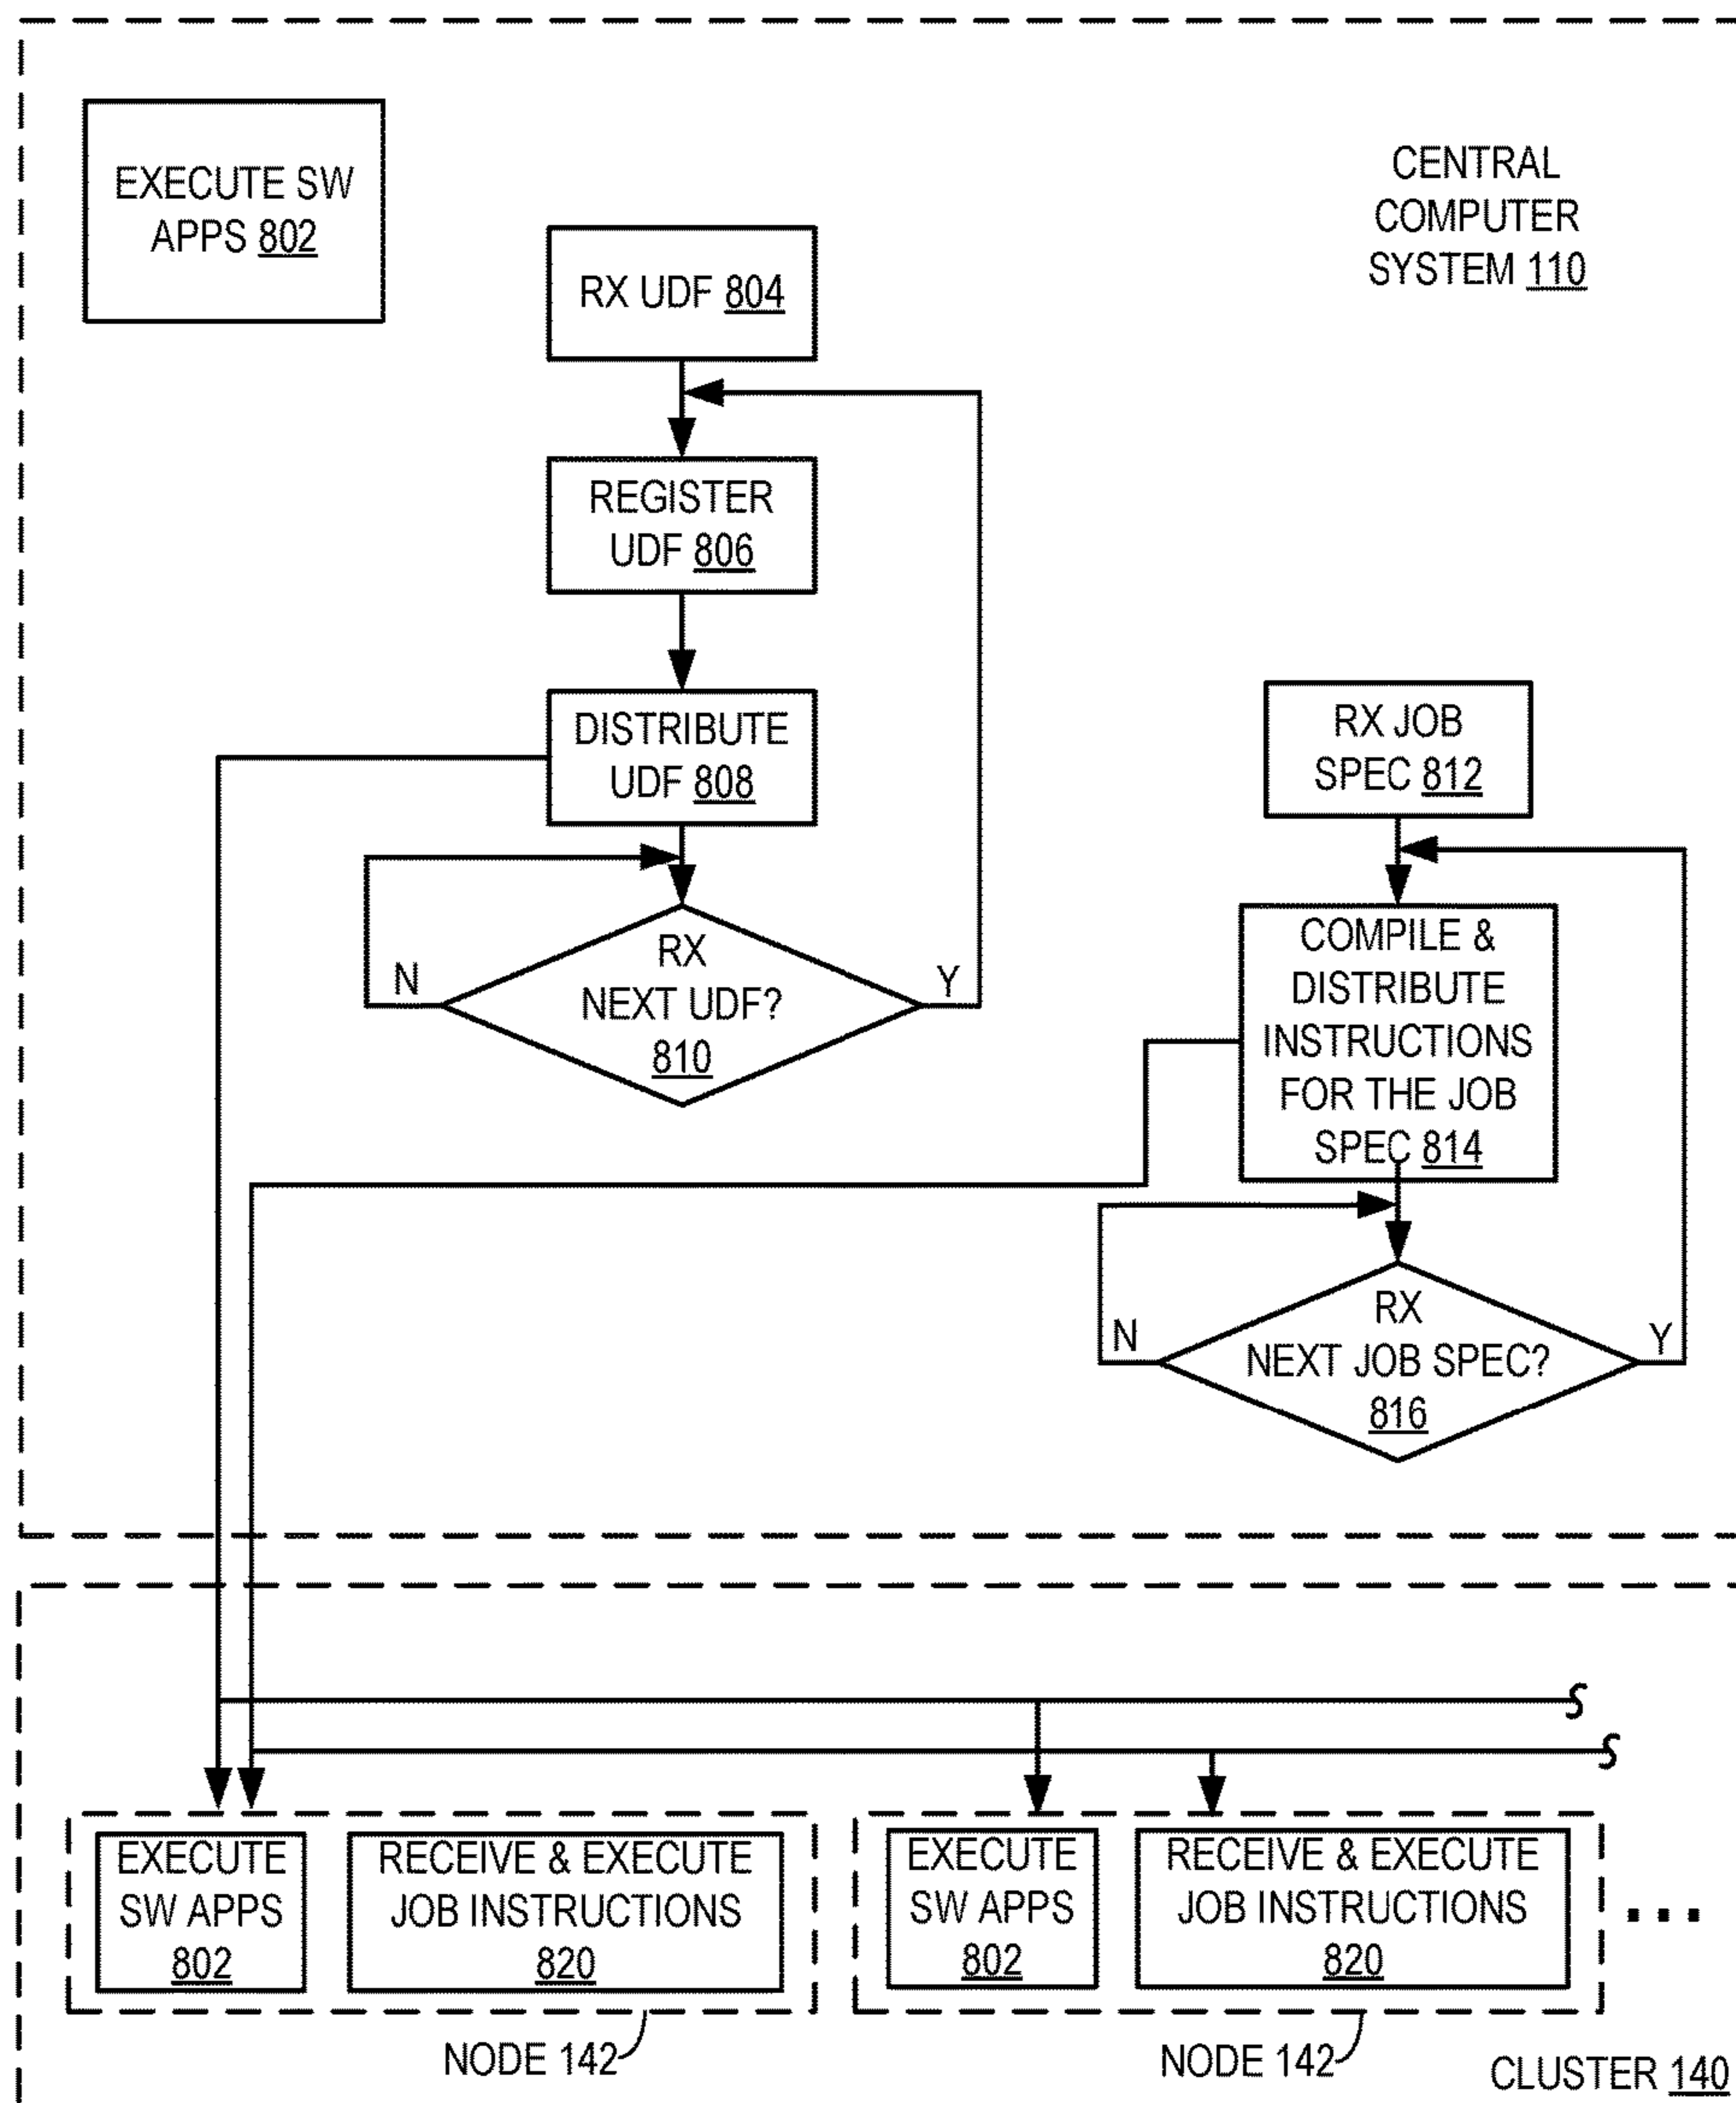 EXECUTE SW
APPS 802
CENTRAL
COMPUTER
SYSTEM 110
RX UDF 804
REGISTER
UDF 806
DISTRIBUTE
UDF 808
RX
NEXT UDF?
810
N
Y
RX JOB
SPEC 812
COMPILE &
DISTRIBUTE
INSTRUCTIONS
FOR THE JOB
SPEC 814
RX
NEXT JOB SPEC?
816
N
Y
EXECUTE
SW APPS
802
RECEIVE & EXECUTE
JOB INSTRUCTIONS
820
NODE 142
EXECUTE
SW APPS
802
RECEIVE & EXECUTE
JOB INSTRUCTIONS
820
...
NODE 142
CLUSTER 140